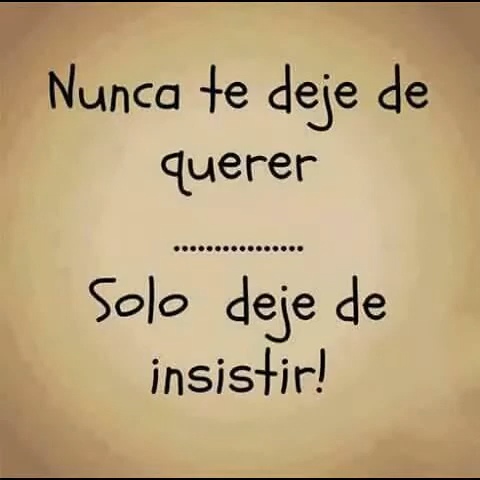 Nunca te deje de
querer
................
Solo deje de
insistir!